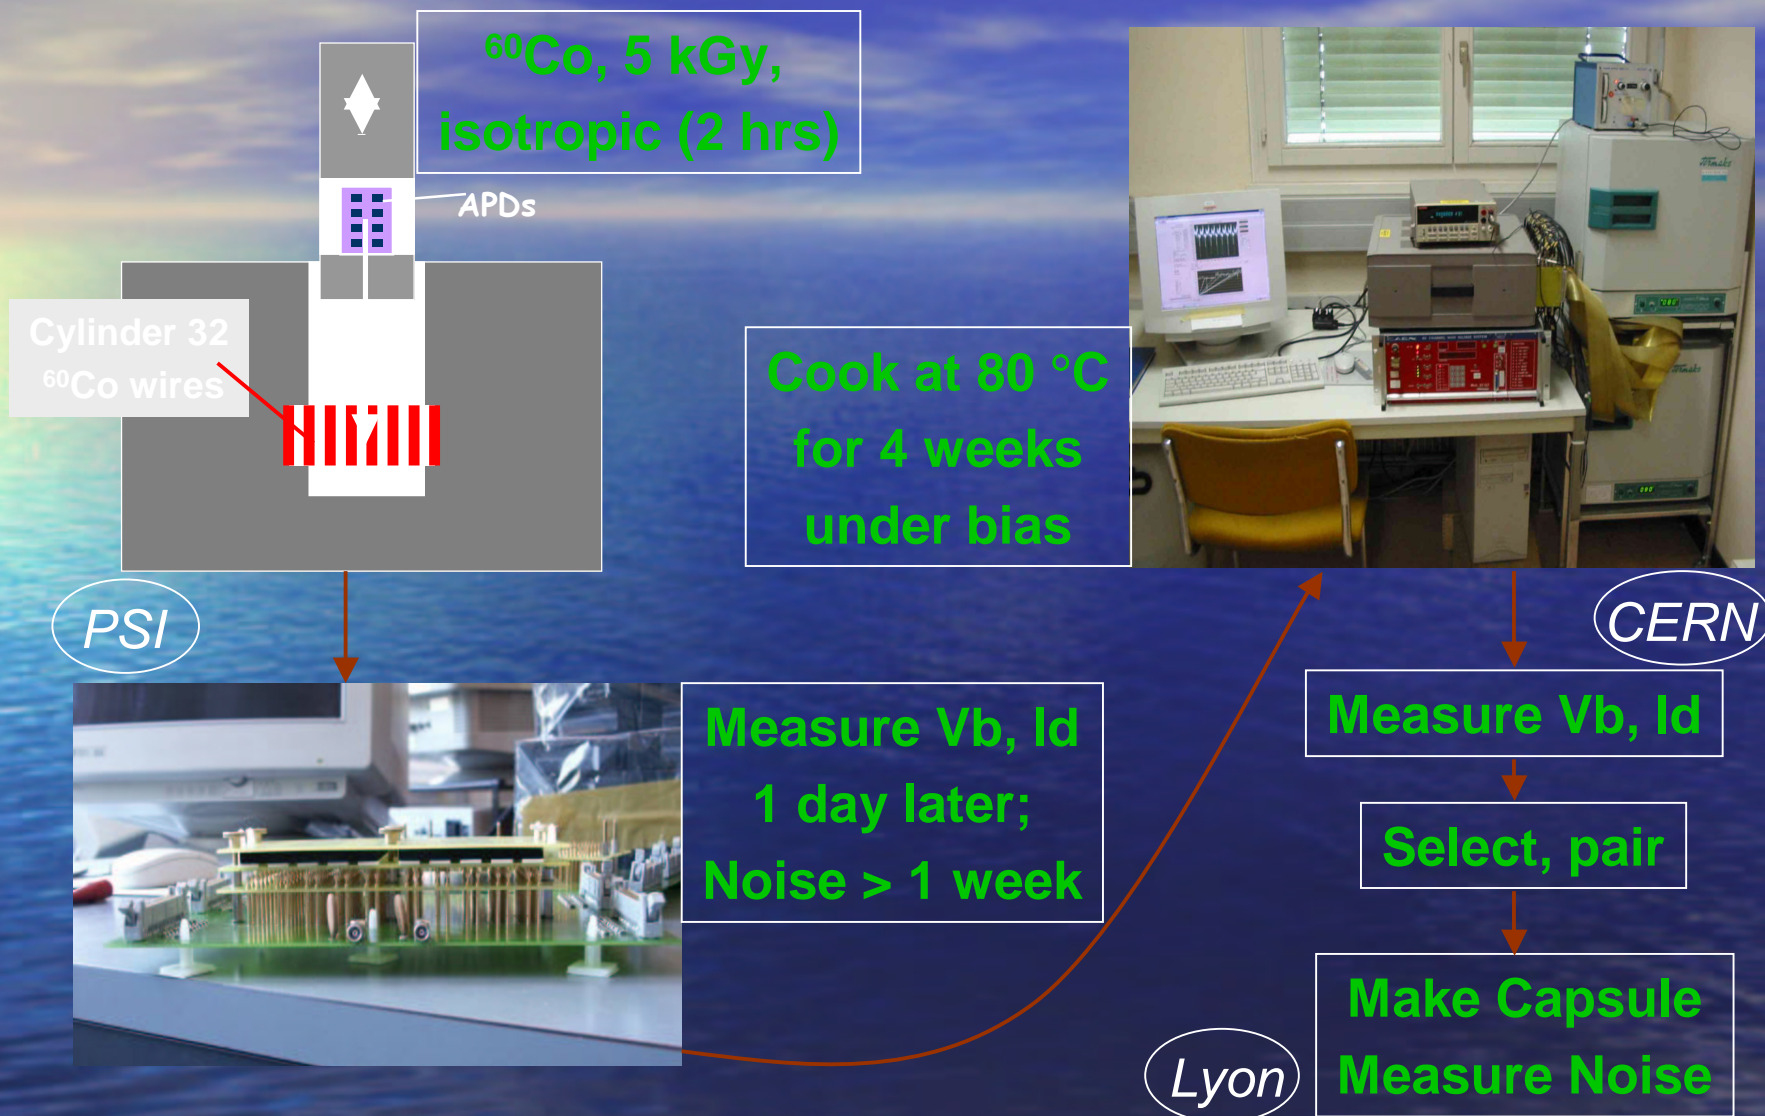 ⁶⁰Co, 5 kGy,
isotropic (2 hrs)
APDs
Cylinder 32
⁶⁰Co wires
PSI
Measure Vb, Id
1 day later;
Noise > 1 week
Cook at 80 °C
for 4 weeks
under bias
CERN
Measure Vb, Id
Select, pair
Make Capsule
Measure Noise
Lyon